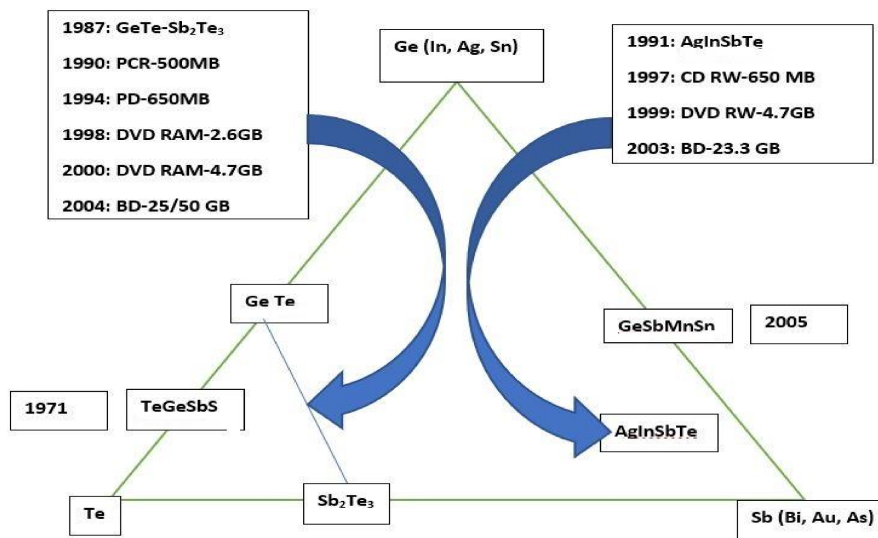 1987: GeTe-Sb₂Te₃
1990: PCR-500MB
1994: PD-650MB
1998: DVD RAM-2.6GB
2000: DVD RAM-4.7GB
2004: BD-25/50 GB
Ge (In, Ag, Sn)
1991: AgInSbTe
1997: CD RW-650 MB
1999: DVD RW-4.7GB
2003: BD-23.3 GB
Ge Te
GeSbMnSn
2005
1971
TeGeSbS
AgInSbTe
Te
Sb₂Te₃
Sb (Bi, Au, As)